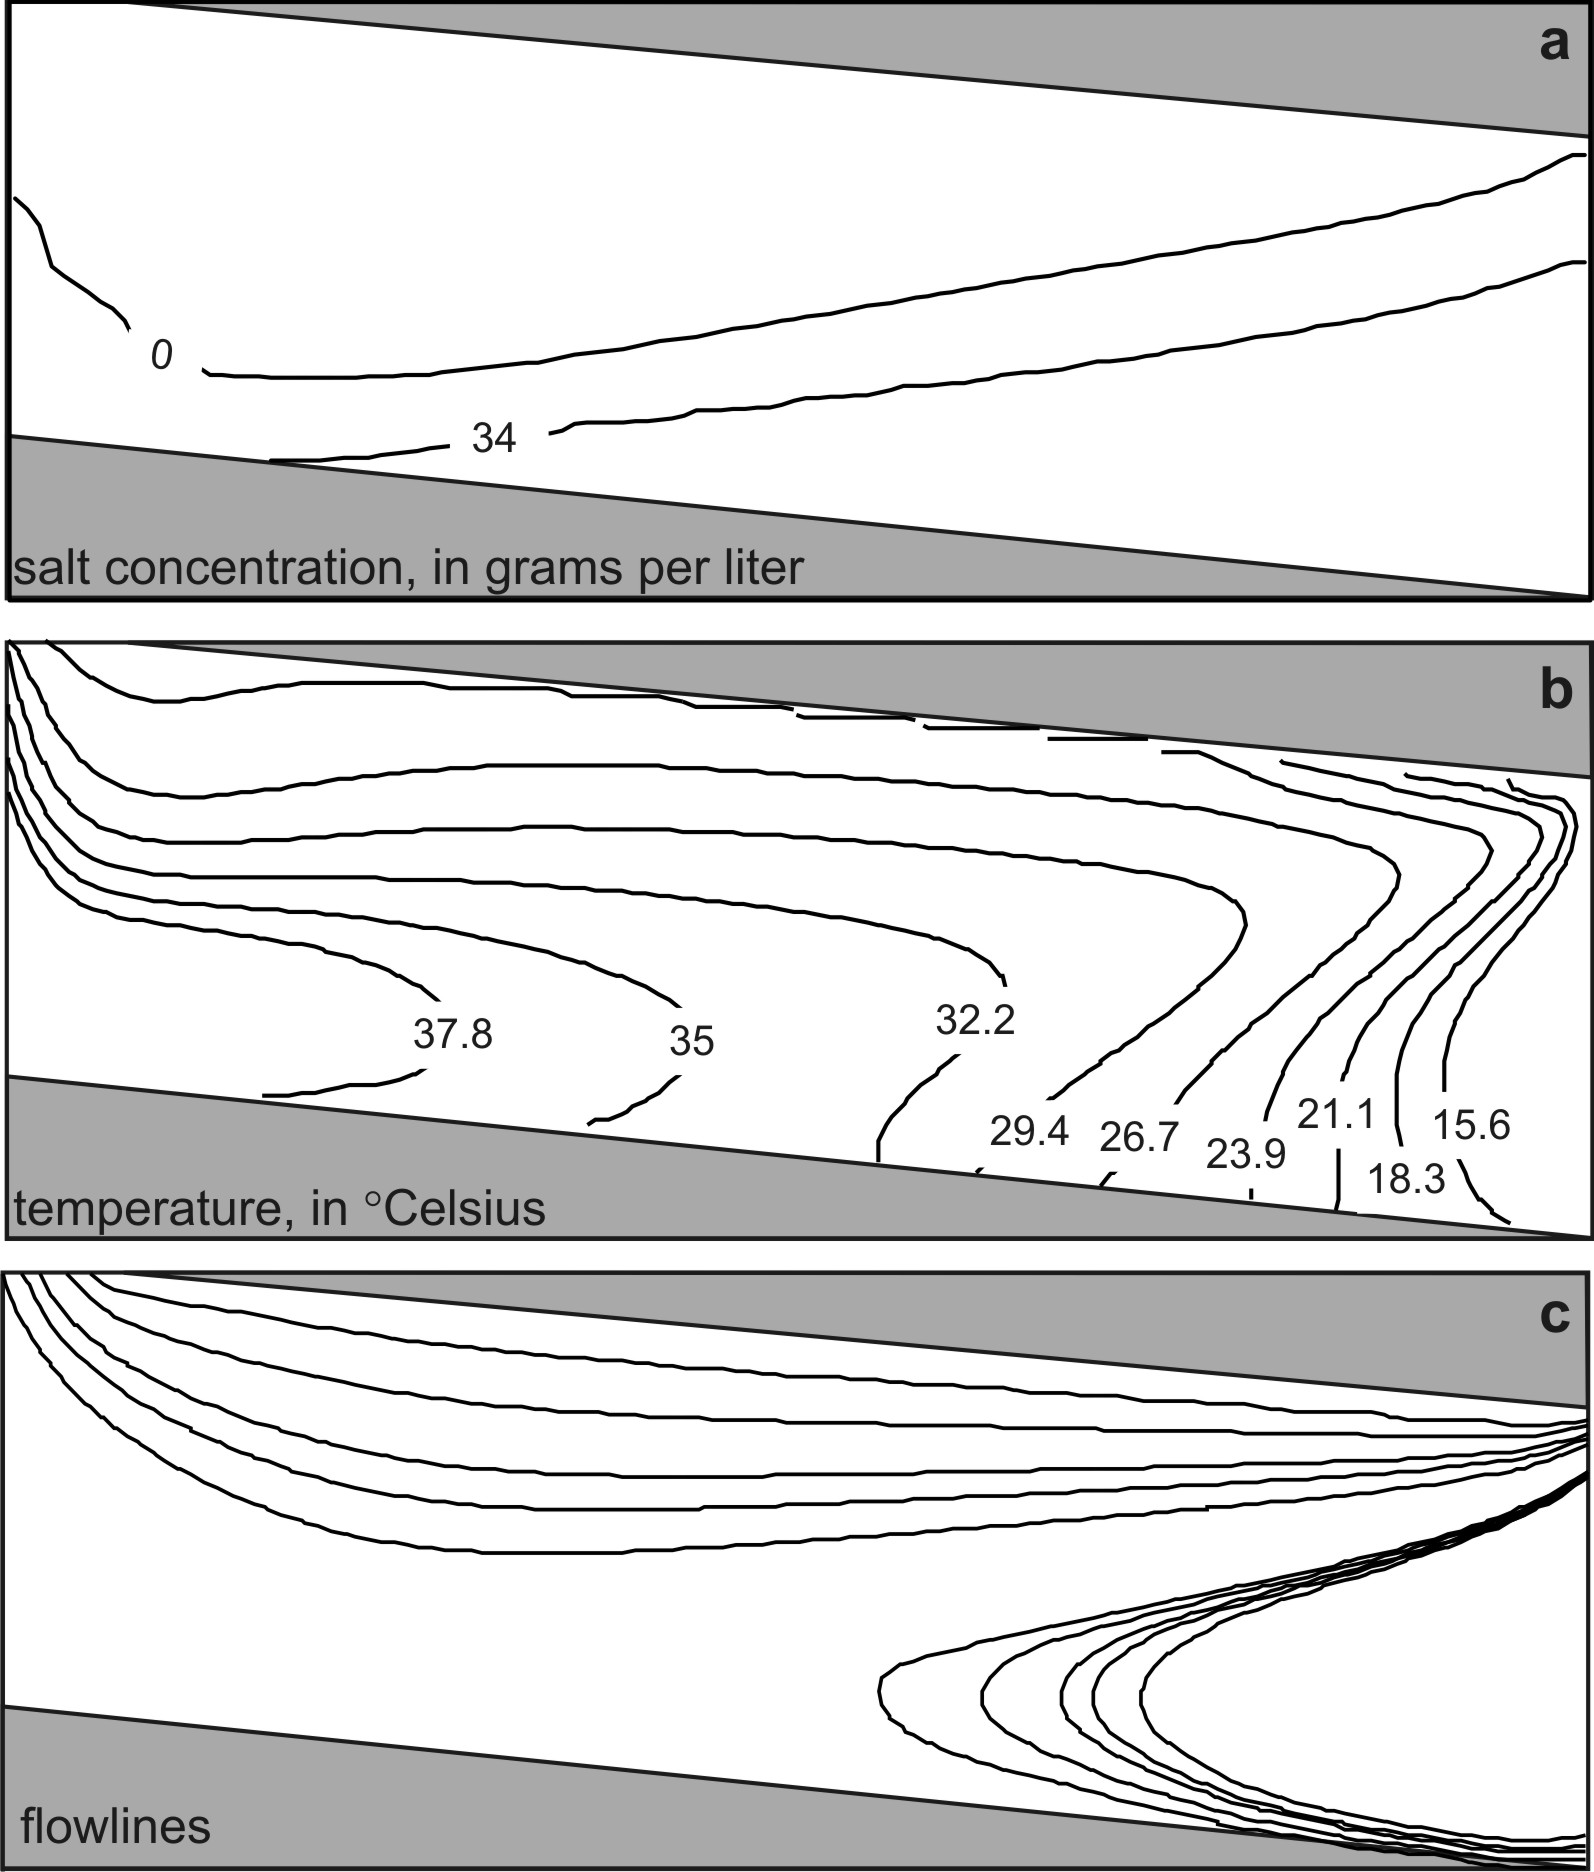 a
0
34
salt concentration, in grams per liter
b
37.8
35
32.2
29.4
26.7
23.9
21.1
18.3
15.6
temperature, in °Celsius
c
flowlines